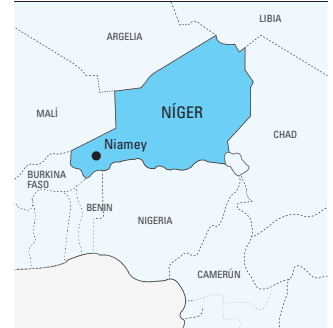 LIBIA
ARGELIA
MALÍ
NÍGER
CHAD
Niamey
BURKINA
FASO
BENIN
NIGERIA
CAMERÚN